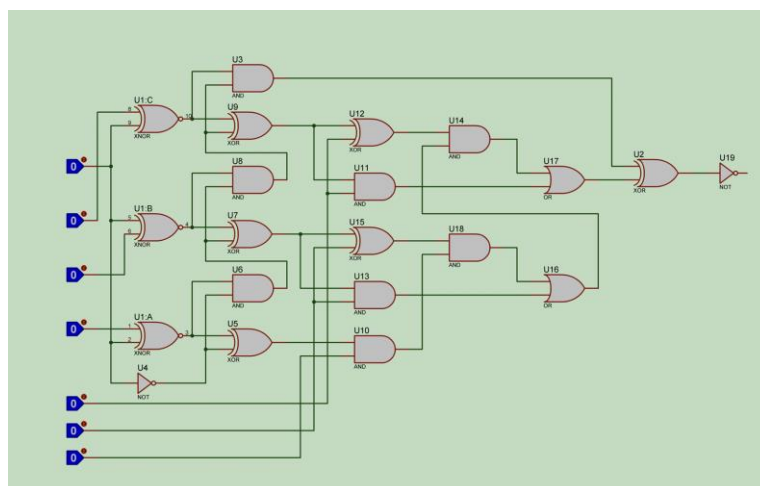 U3
AND
U1:C
8
9
10
XNOR
U9
XOR
U12
XOR
U14
AND
U8
AND
U11
AND
U17
OR
U2
XOR
U19
NOT
0
0
U1:B
5
6
4
XNOR
U7
XOR
U15
XOR
U18
AND
0
U6
AND
U13
AND
U16
OR
0
U1:A
1
2
3
XNOR
U5
XOR
U10
AND
U4
NOT
0
0
0